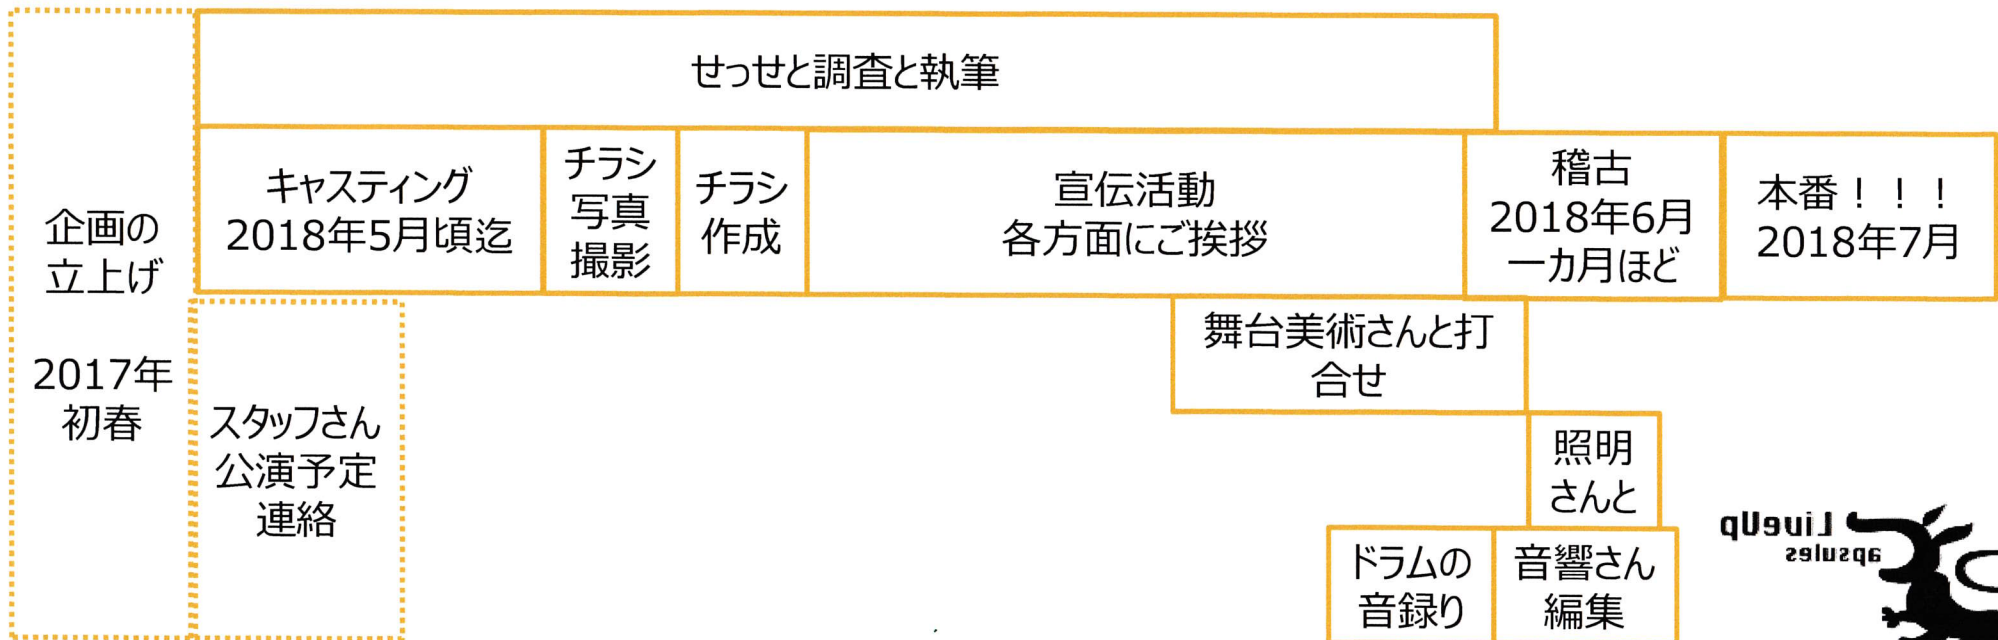 せっせと調査と執筆
企画の
立上げ
2017年
初春
キャスティング
2018年5月頃迄
チラシ
写真
撮影
チラシ
作成
宣伝活動
各方面にご挨拶
稽古
2018年6月
一カ月ほど
本番！！！
2018年7月
スタッフさん
公演予定
連絡
舞台美術さんと打
合せ
照明
さんと
ドラムの
音録り
音響さん
編集
LineUp
apsules